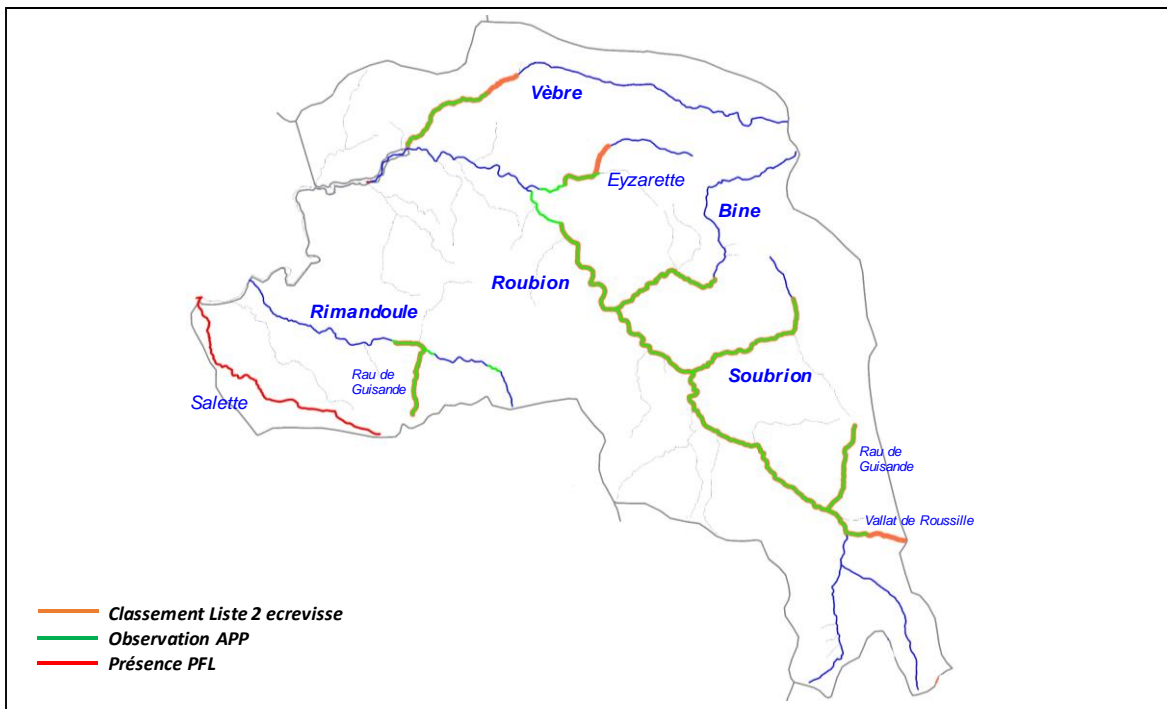 Vèbre
Eyzarette
Bine
Roubion
Rimandoule
Rau de
Guisande
Soubrion
Salette
Rau de
Guisande
Vallat de Roussille
Classement Liste 2 ecrevisse
Observation APP
Présence PFL